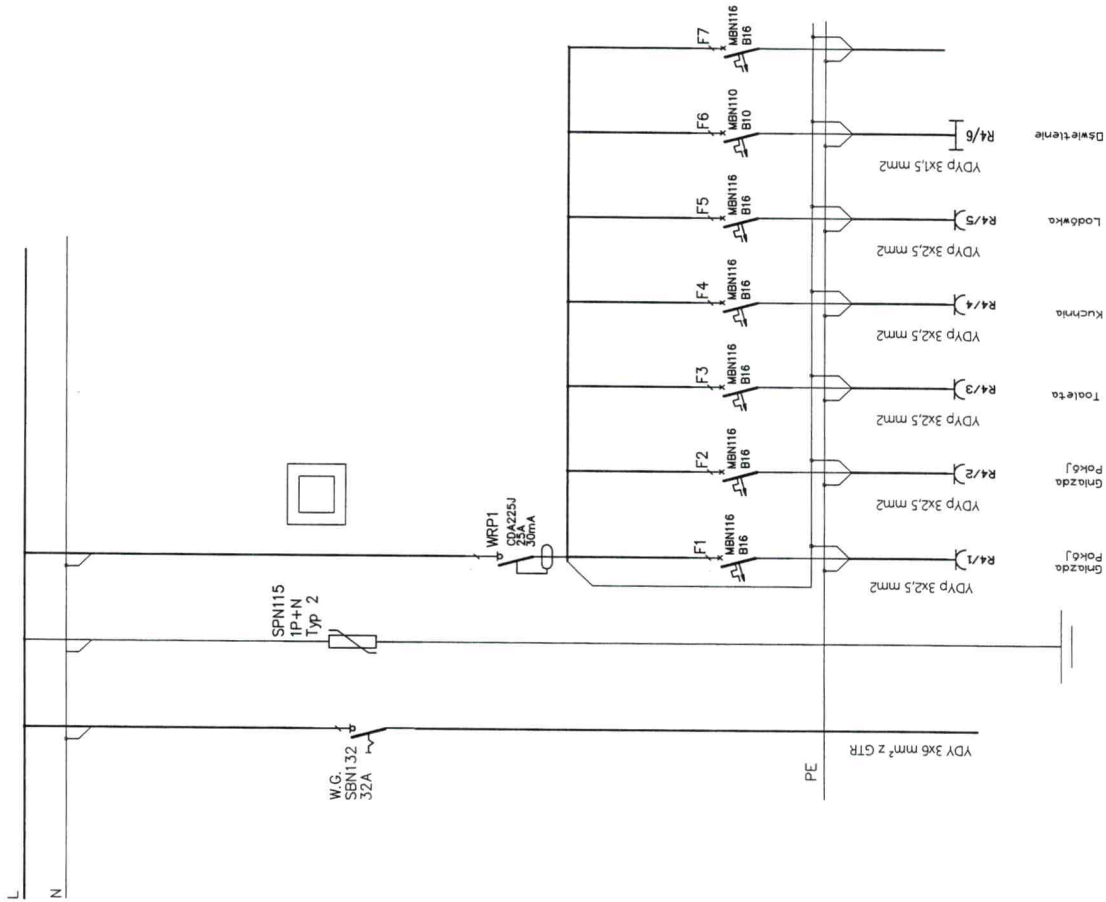 L
N
W.G.
SBN132
32A
YDY 3x6 mm² z GTR
SPN115
1P+N
Typ 2
WRP1
CDA225J
25A
30mA
PE
F1
MBN116
B16
YDYp 3x2,5 mm2
R4/1
Gniazda
Pokój
F2
MBN116
B16
YDYp 3x2,5 mm2
R4/2
Gniazda
Pokój
F3
MBN116
B16
YDYp 3x2,5 mm2
R4/3
Toaleta
F4
MBN116
B16
YDYp 3x2,5 mm2
R4/4
Kuchnia
F5
MBN116
B16
YDYp 3x2,5 mm2
R4/5
Lodówka
F6
MBN110
B10
YDYp 3x1,5 mm2
R4/6
Oświetlenie
F7
MBN116
B16